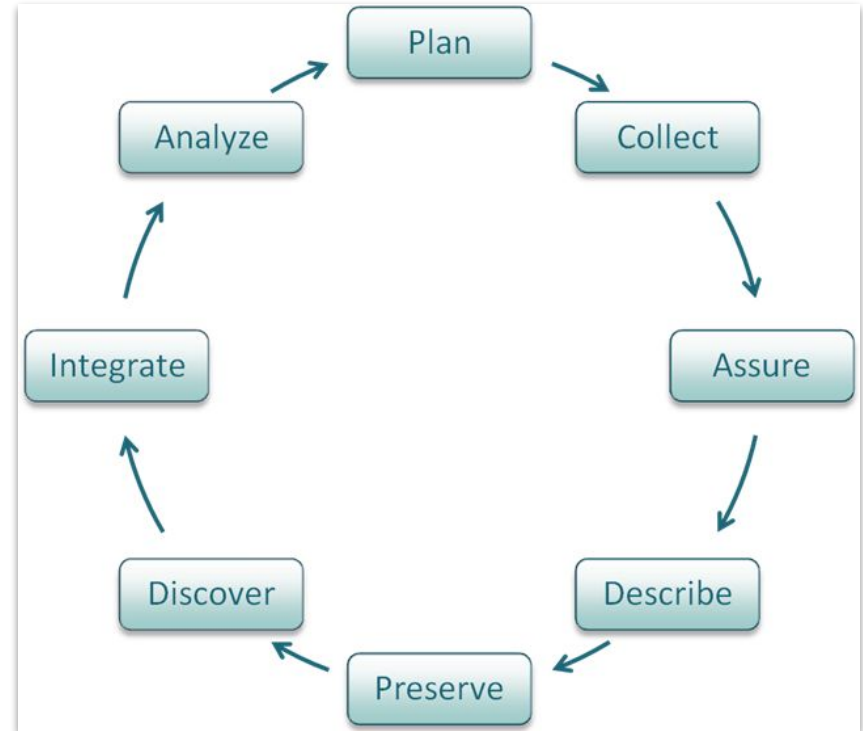 Plan
Collect
Assure
Describe
Preserve
Discover
Integrate
Analyze